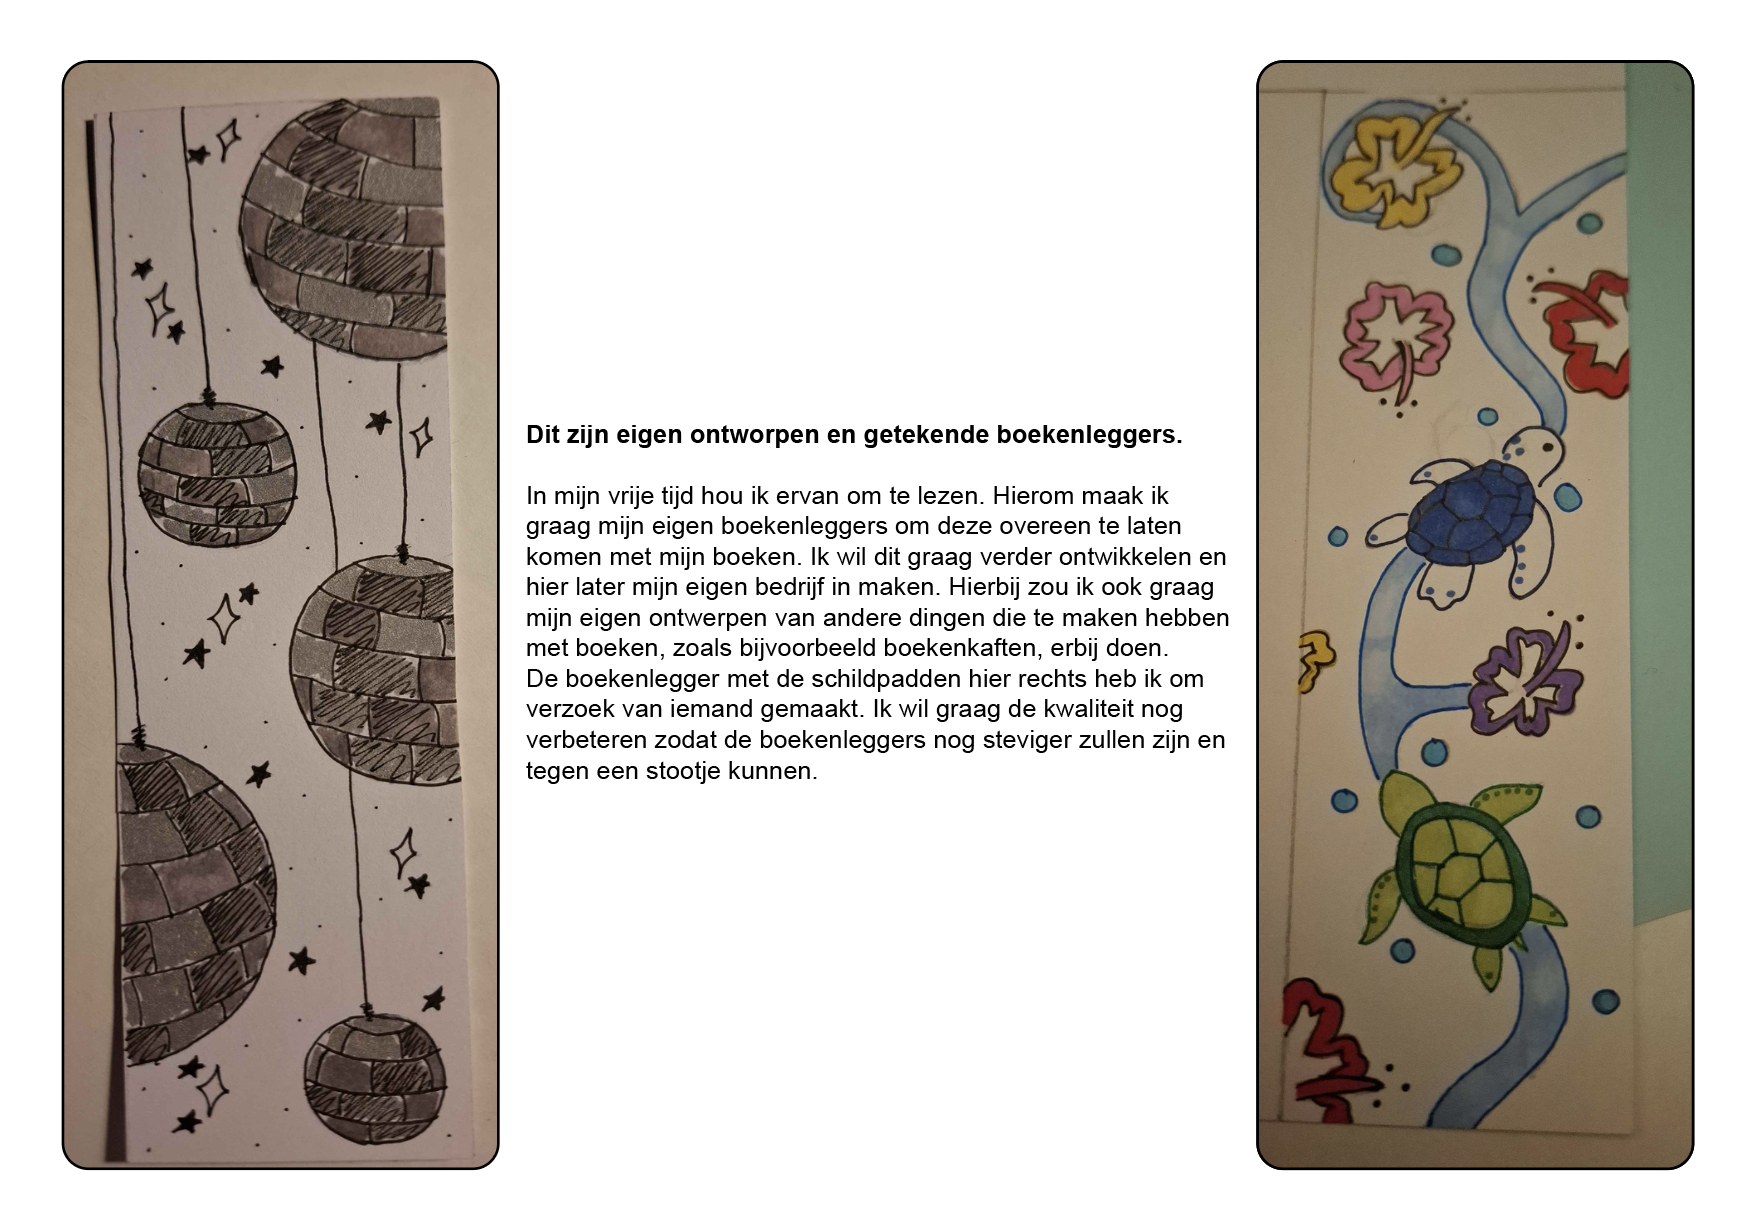 Dit zijn eigen ontworpen en getekende boekenleggers.
In mijn vrije tijd hou ik ervan om te lezen. Hierom maak ik
graag mijn eigen boekenleggers om deze overeen te laten
komen met mijn boeken. Ik wil dit graag verder ontwikkelen en
hier later mijn eigen bedrijf in maken. Hierbij zou ik ook graag
mijn eigen ontwerpen van andere dingen die te maken hebben
met boeken, zoals bijvoorbeeld boekenkaften, erbij doen.
De boekenlegger met de schildpadden hier rechts heb ik om
verzoek van iemand gemaakt. Ik wil graag de kwaliteit nog
verbeteren zodat de boekenleggers nog steviger zullen zijn en
tegen een stootje kunnen.